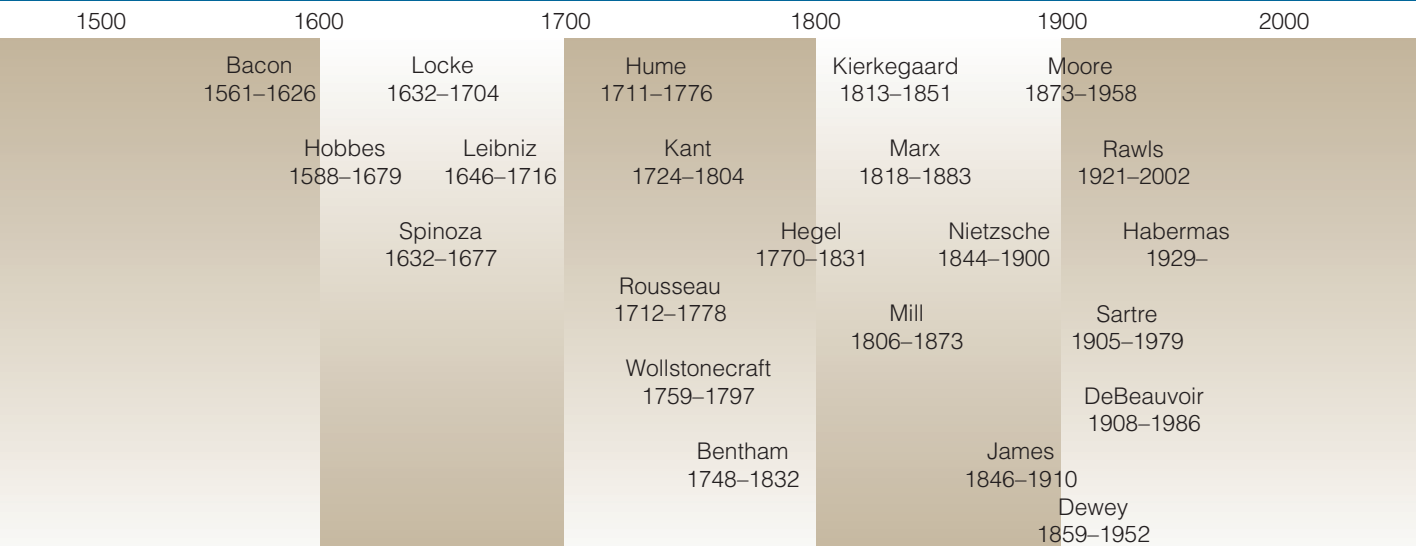 1500 1600 1700 1800 1900 2000
Bacon Locke Hume Kierkegaard Moore
1561–1626 1632–1704 1711–1776 1813–1851 1873–1958
Hobbes Leibniz Kant Marx Rawls
1588–1679 1646–1716 1724–1804 1818–1883 1921–2002
Spinoza Hegel Nietzsche Habermas
1632–1677 1770–1831 1844–1900 1929–
Rousseau
1712–1778
Mill Sartre
1806–1873 1905–1979
Wollstonecraft
1759–1797
DeBeauvoir
1908–1986
Bentham James
1748–1832 1846–1910
Dewey
1859–1952